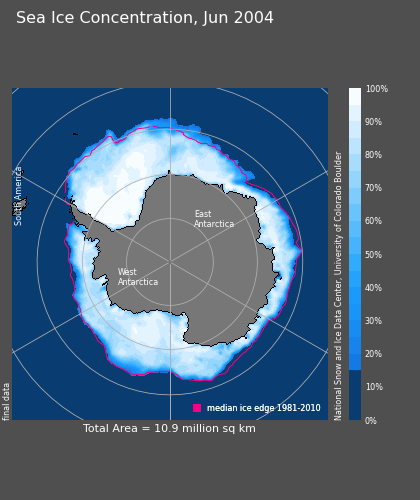 Sea Ice Concentration, Jun 2004
South America
East
Antarctica
West
Antarctica
final data
median ice edge 1981-2010
Total Area = 10.9 million sq km
National Snow and Ice Data Center, University of Colorado Boulder
100%
90%
80%
70%
60%
50%
40%
30%
20%
10%
0%